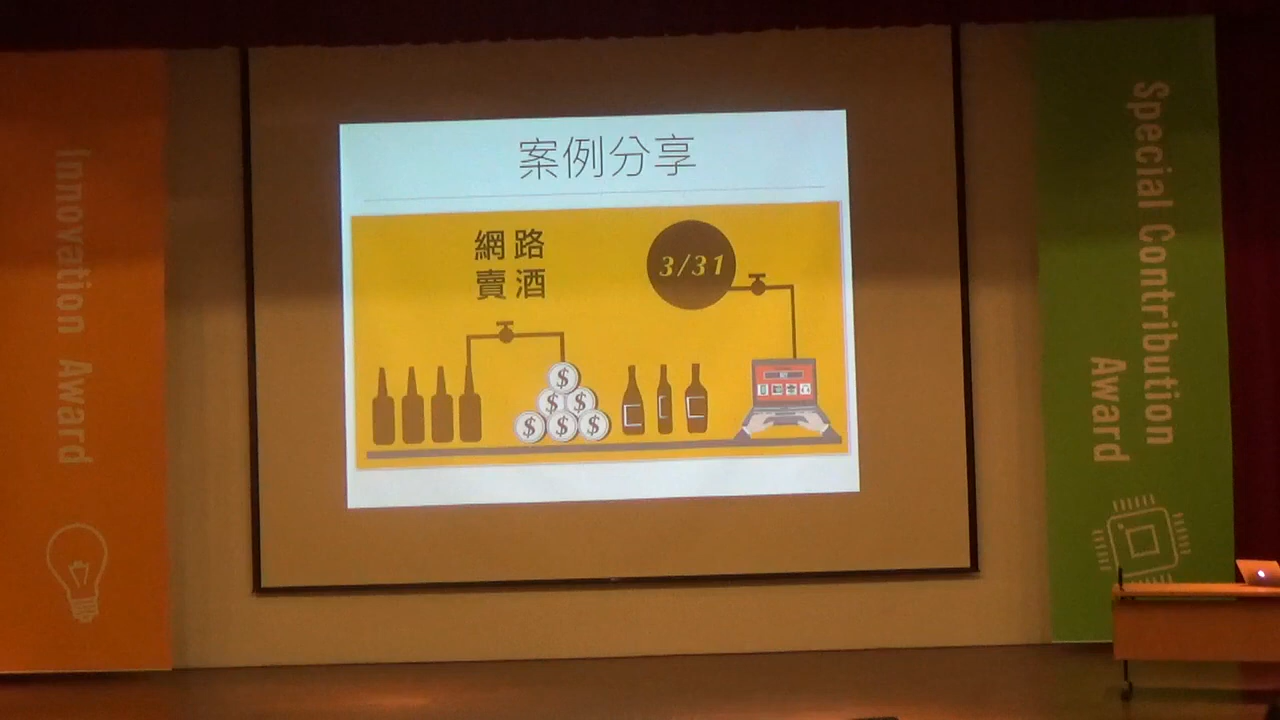 案例分享
網路
賣酒
3/31
$
$ $
$ $ $
Innovation Award
Special Contribution
Award